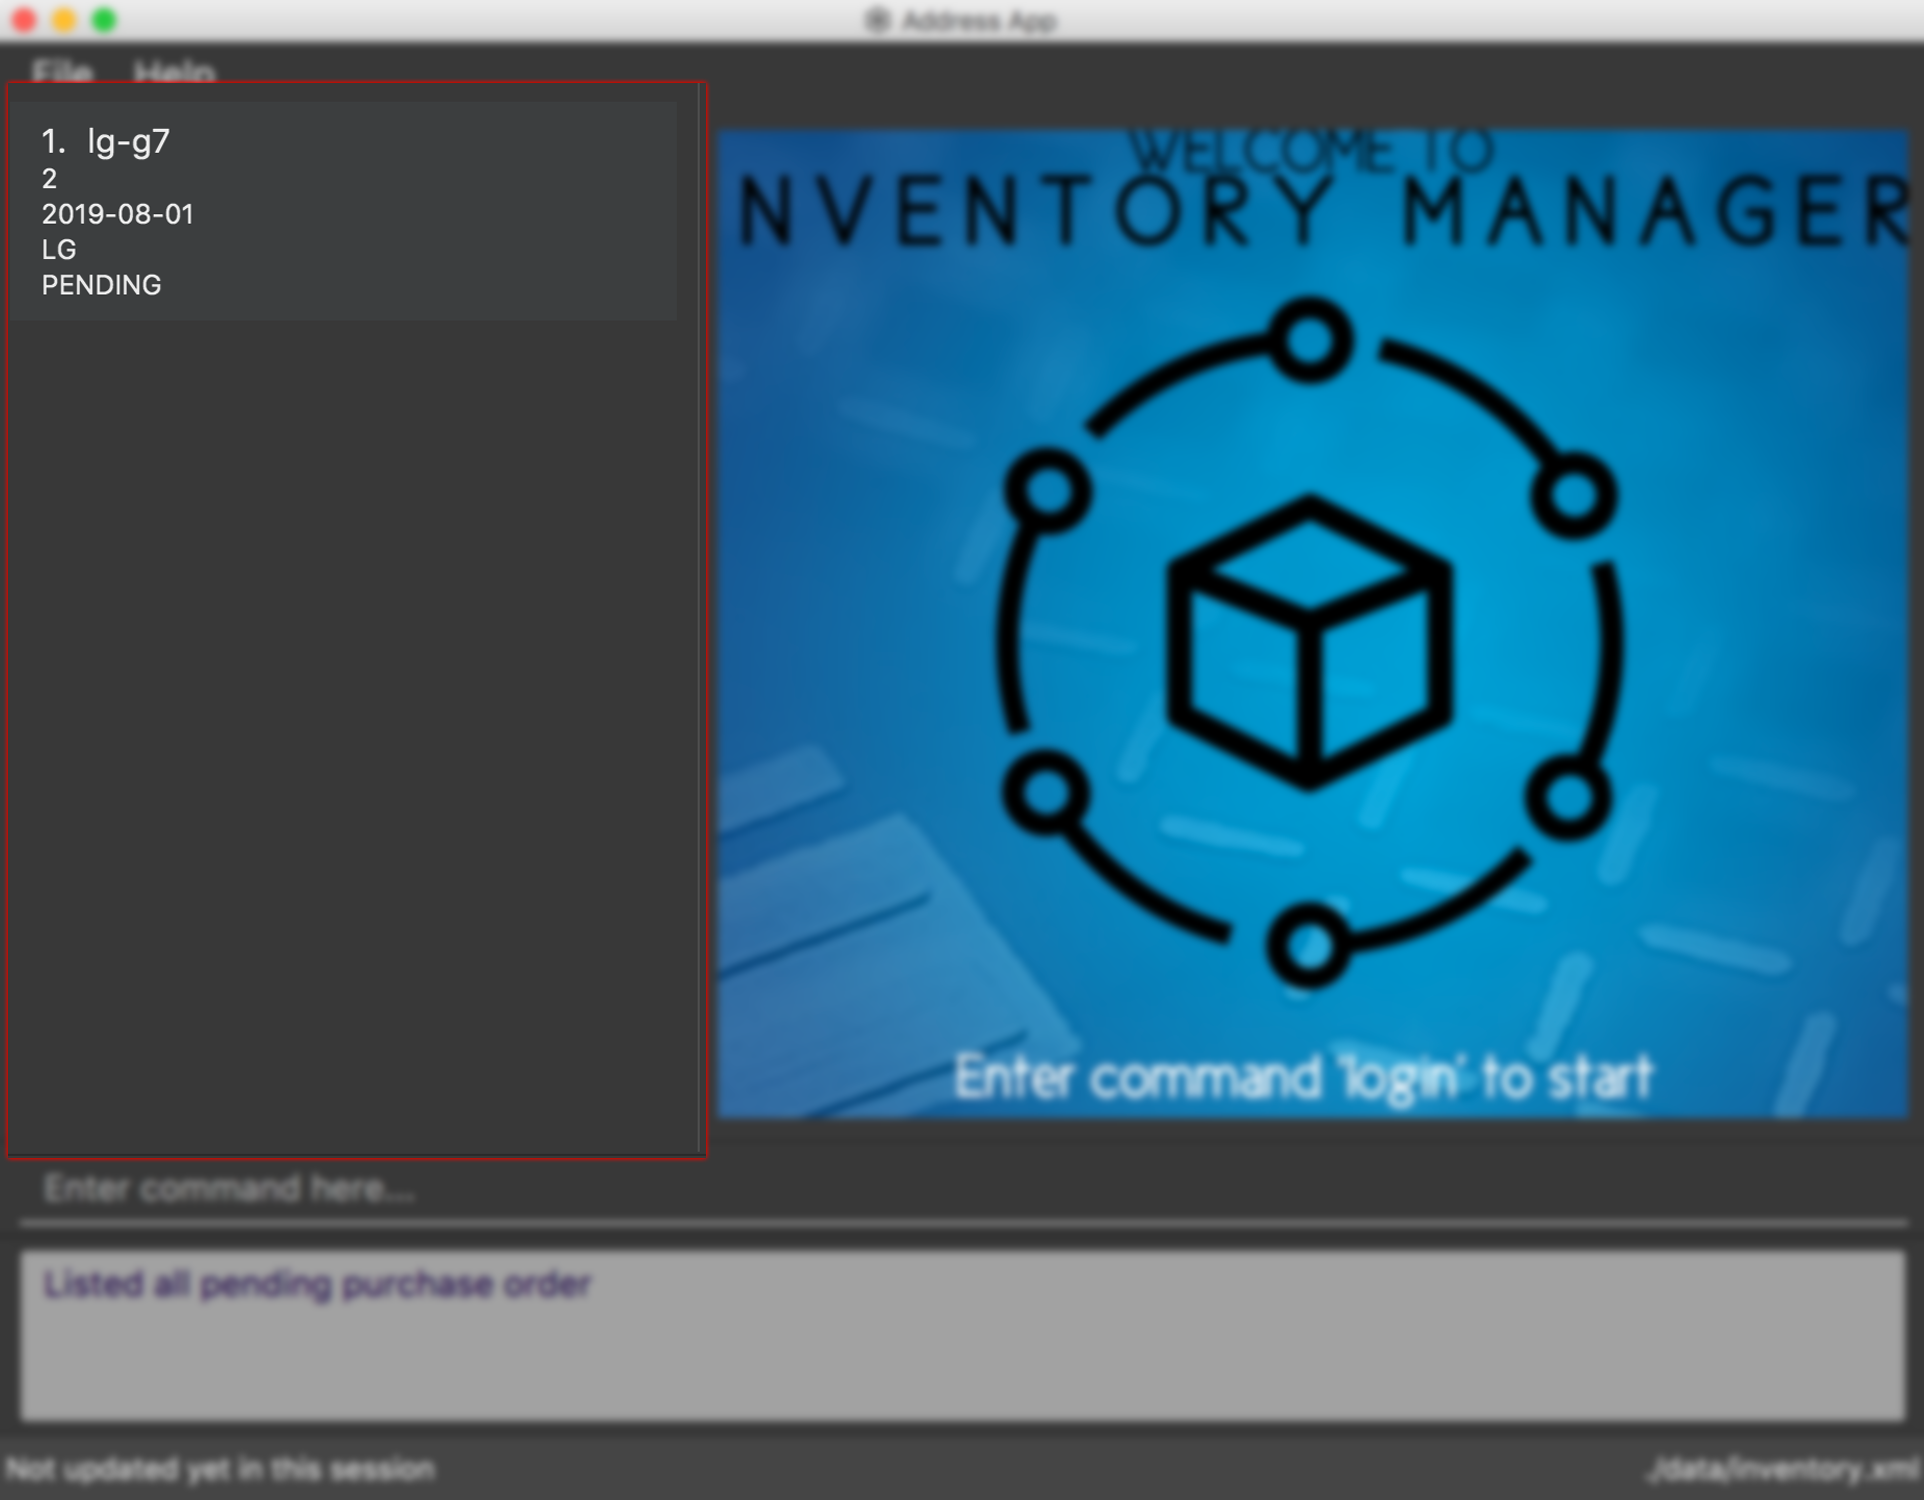 Address App
File Help
1. lg-g7
2
2019-08-01
LG
PENDING
WELCOME TO
NVENTORY MANAGER
Enter command 'login' to start
Enter command here...
Listed all pending purchase order
Not updated yet in this session
./data/inventory.xml